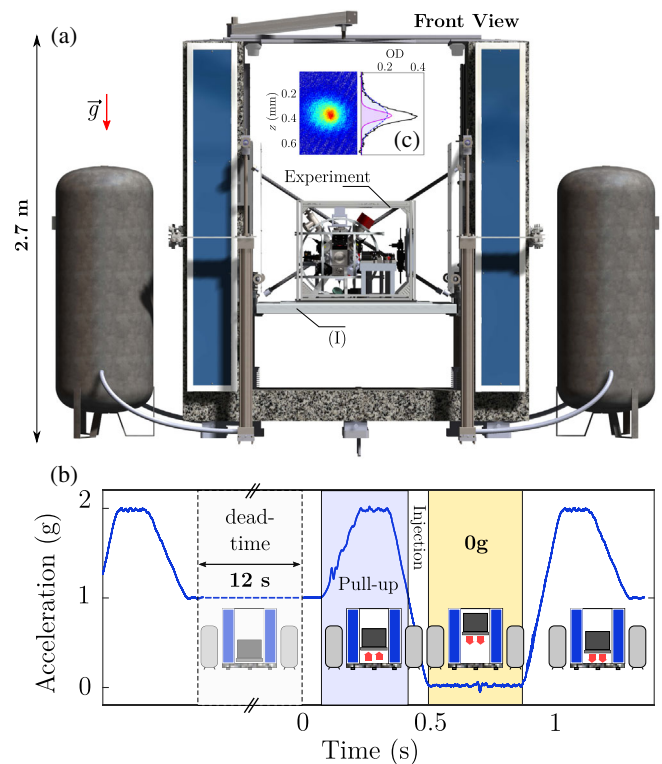 (a)
Front View
OD
0.2 0.4
g
z (mm)
0.2
0.4
0.6
(c)
Experiment
2.7 m
(I)
(b)
Acceleration (g)
2
1
0
dead-
time
12 s
Pull-up
Injection
0g
0 0.5 1
Time (s)